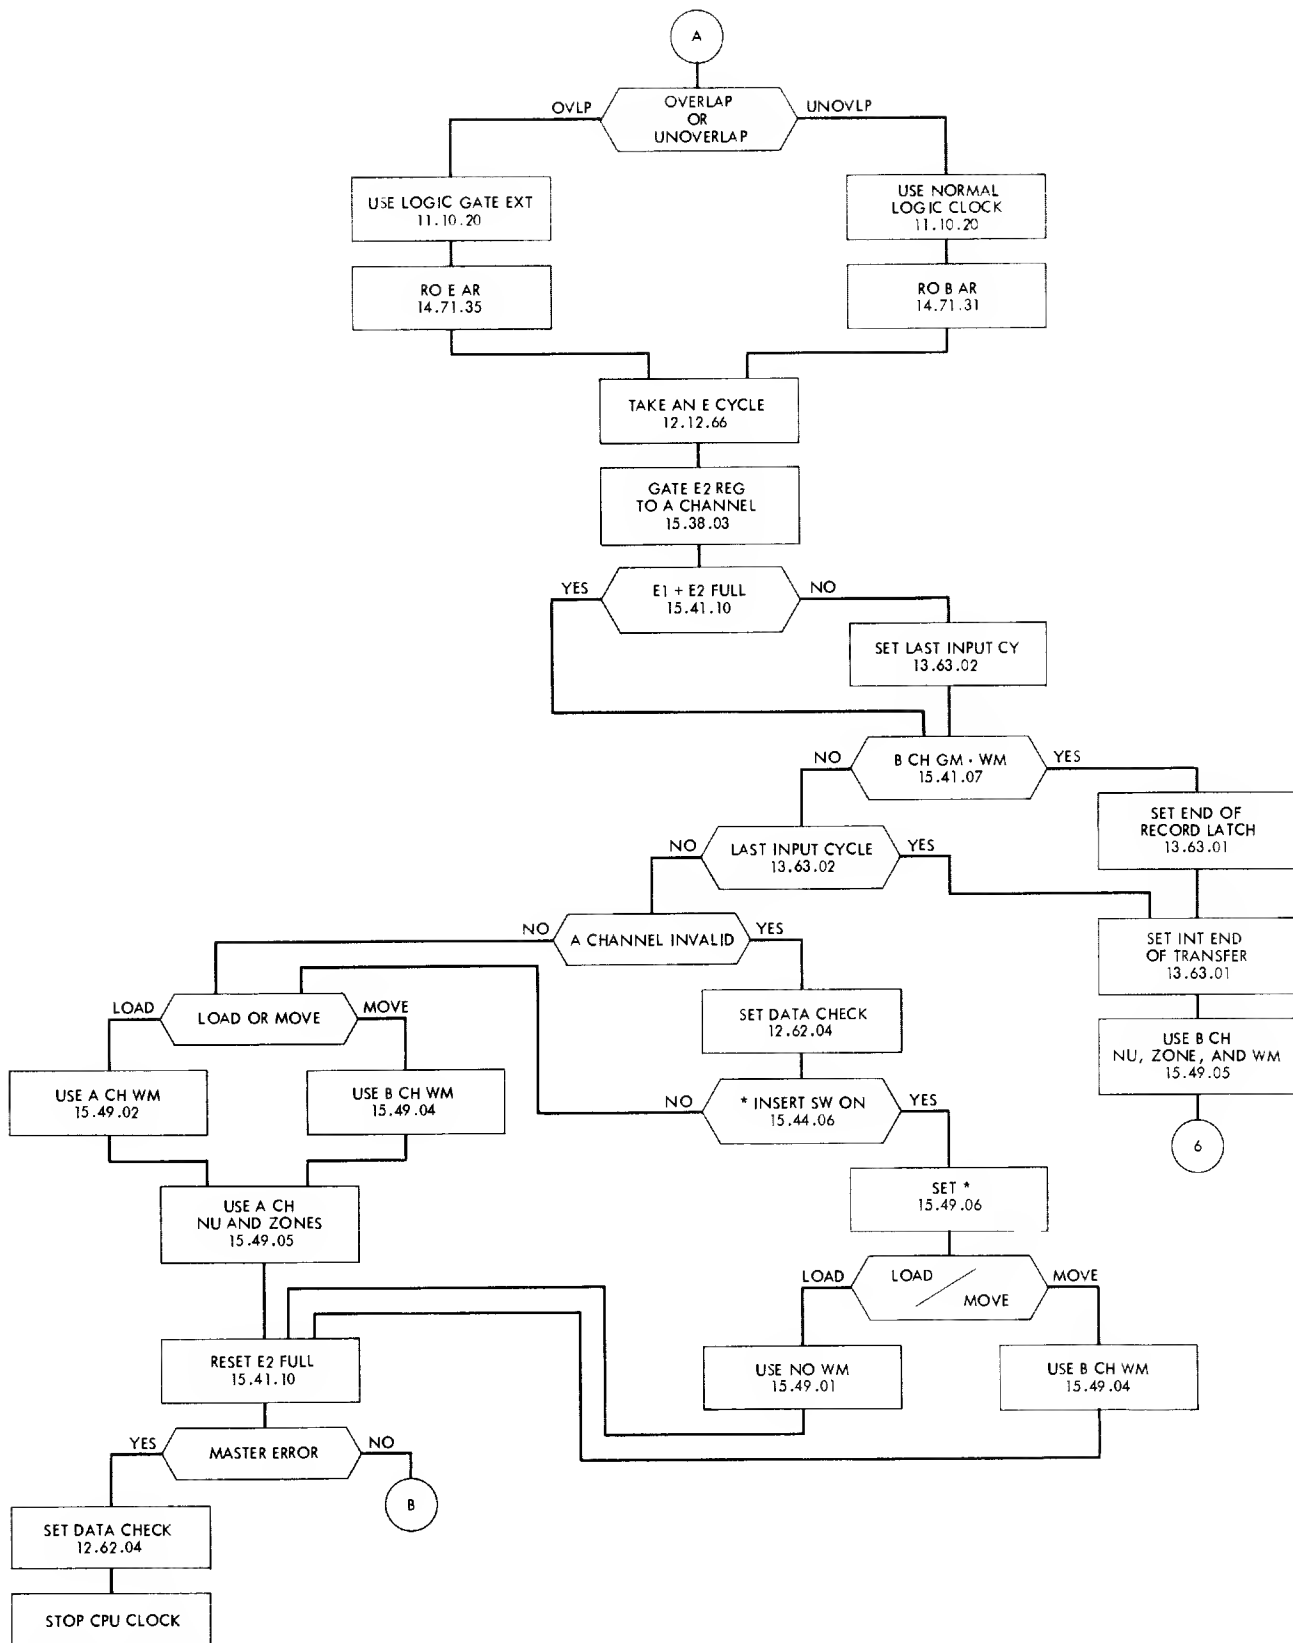 A
OVLP
OVERLAP
OR
UNOVERLAP
UNOVLP
USE LOGIC GATE EXT
11.10.20
USE NORMAL
LOGIC CLOCK
11.10.20
RO E AR
14.71.35
RO B AR
14.71.31
TAKE AN E CYCLE
12.12.66
GATE E2 REG
TO A CHANNEL
15.38.03
YES
E1 + E2 FULL
15.41.10
NO
SET LAST INPUT CY
13.63.02
NO
B CH GM · WM
15.41.07
YES
SET END OF
RECORD LATCH
13.63.01
NO
LAST INPUT CYCLE
13.63.02
YES
NO
A CHANNEL INVALID
YES
SET INT END
OF TRANSFER
13.63.01
LOAD
LOAD OR MOVE
MOVE
SET DATA CHECK
12.62.04
USE B CH
NU, ZONE, AND WM
15.49.05
USE A CH WM
15.49.02
USE B CH WM
15.49.04
NO
* INSERT SW ON
15.44.06
YES
6
USE A CH
NU AND ZONES
15.49.05
SET *
15.49.06
LOAD
LOAD
MOVE
MOVE
RESET E2 FULL
15.41.10
USE NO WM
15.49.01
USE B CH WM
15.49.04
YES
MASTER ERROR
NO
B
SET DATA CHECK
12.62.04
STOP CPU CLOCK